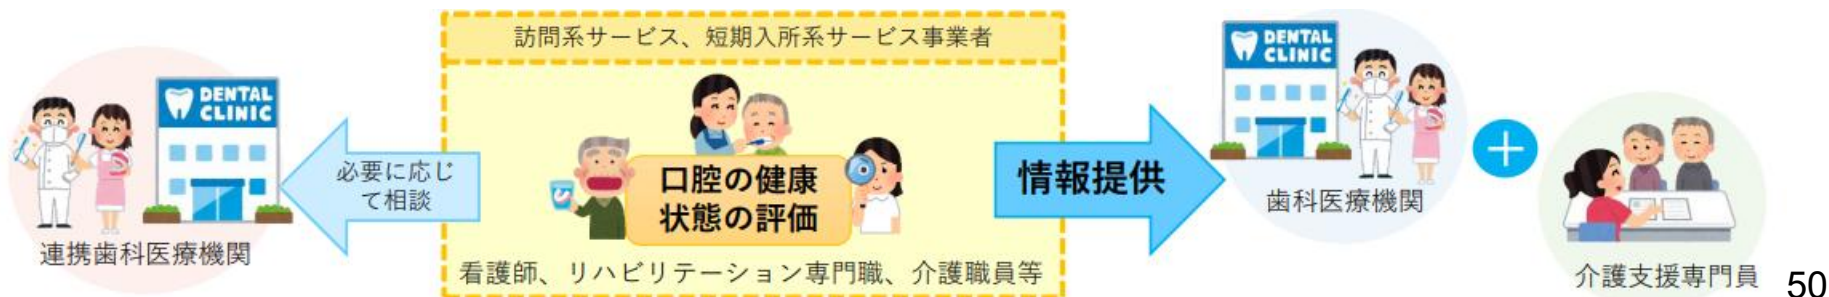 訪問系サービス、短期入所系サービス事業者
DENTAL
CLINIC
必要に応じ
て相談
連携歯科医療機関
口腔の健康
状態の評価
看護師、リハビリテーション専門職、介護職員等
情報提供
DENTAL
CLINIC
歯科医療機関
+
介護支援専門員
50